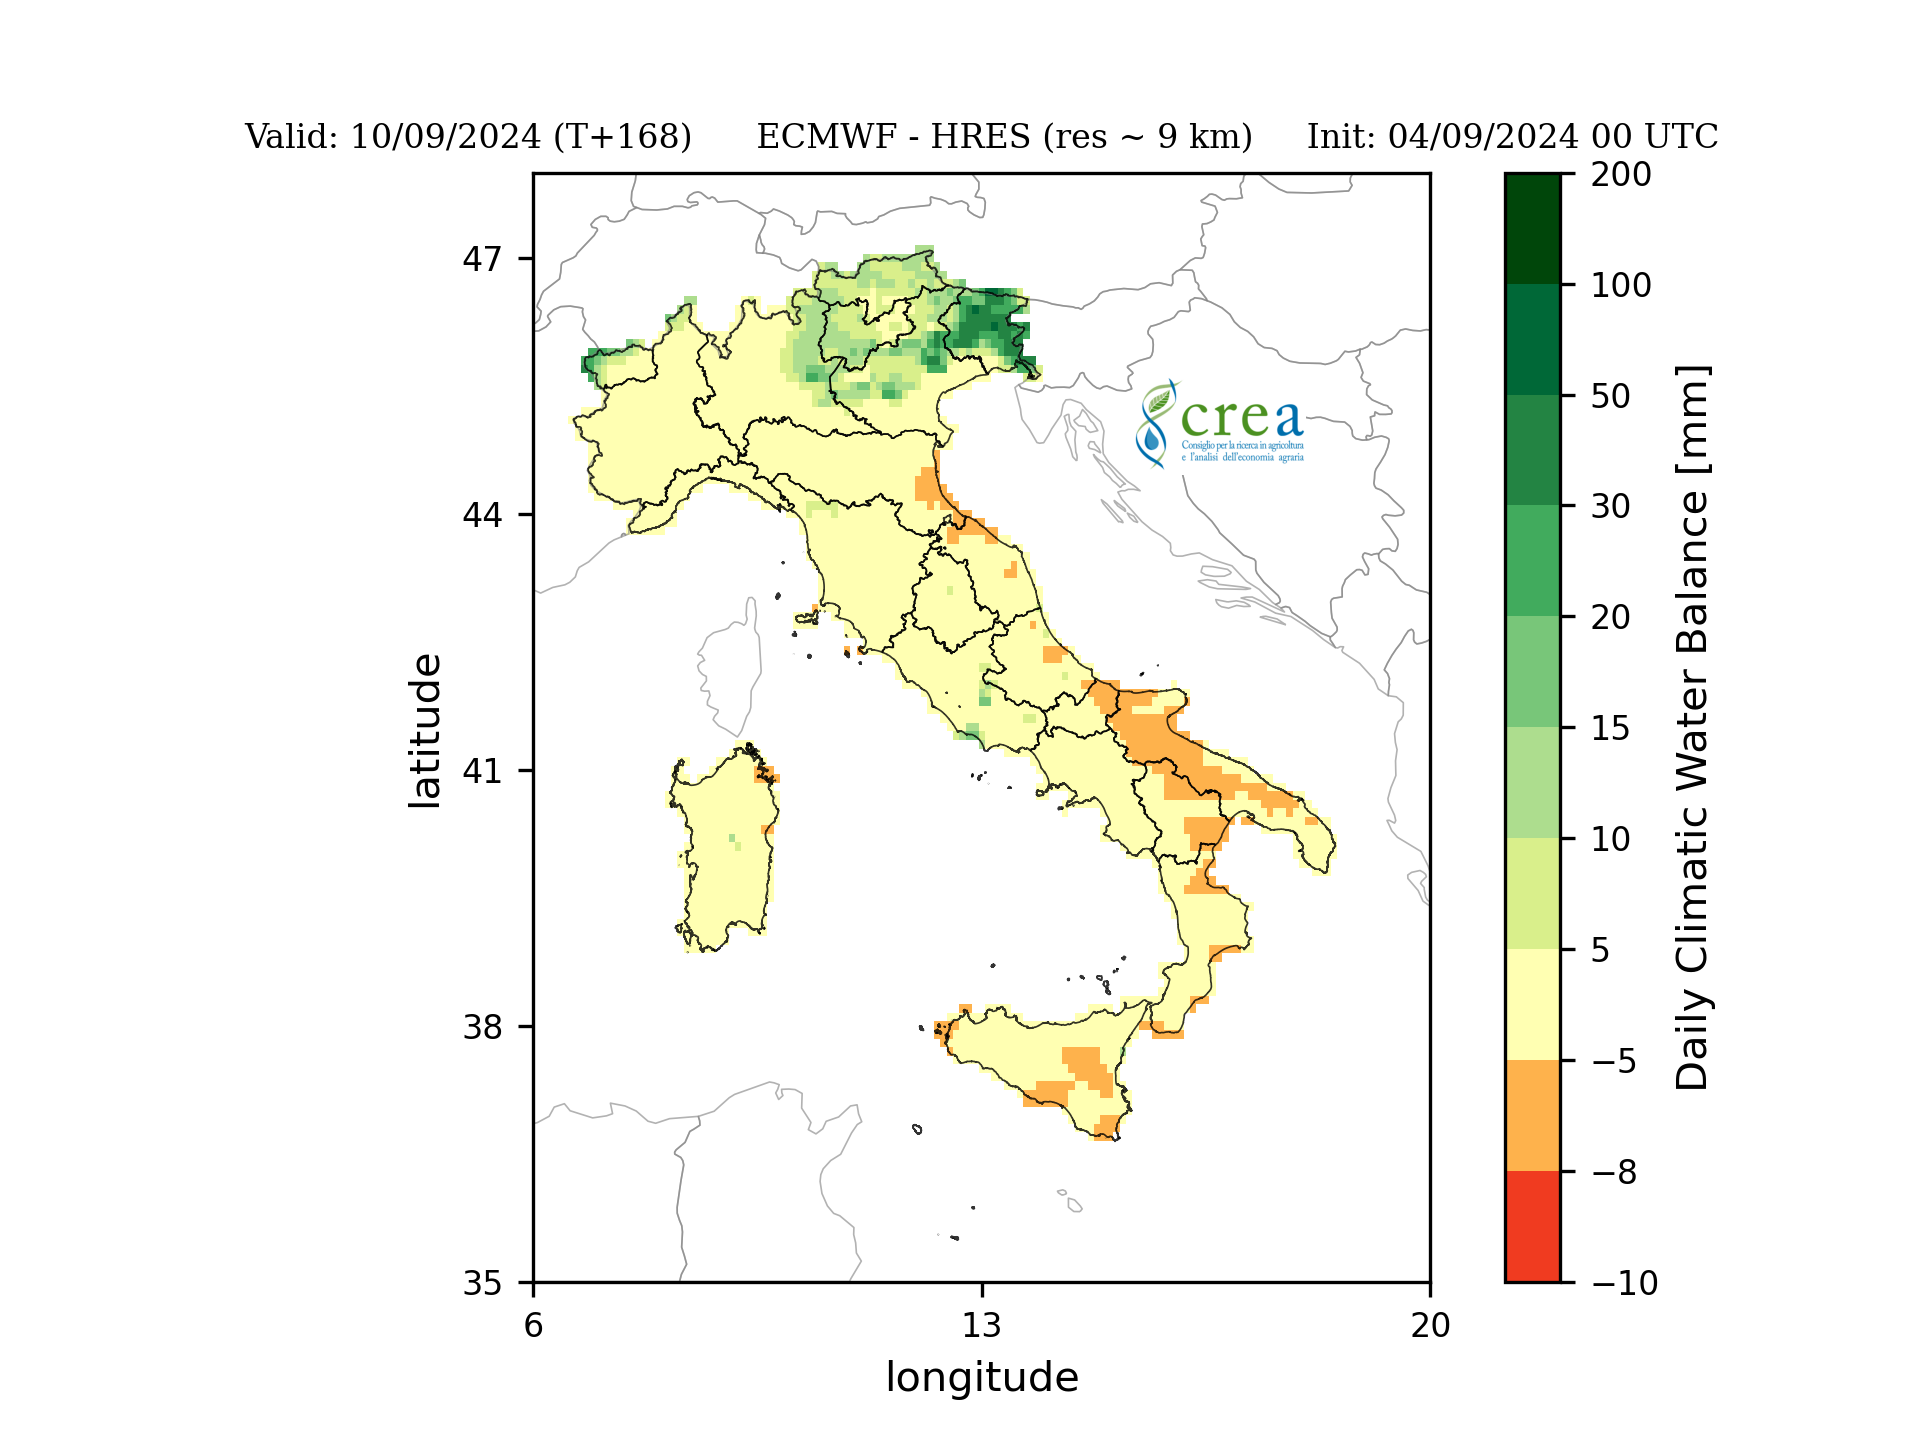 Valid: 10/09/2024 (T+168) ECMWF - HRES (res ~ 9 km) Init: 04/09/2024 00 UTC
200
47
100
crea
Consiglio per la ricerca in agricoltura
e l'analisi dell'economia agraria
50
44
30
20
latitude
Daily Climatic Water Balance [mm]
15
41
10
5
38
−5
−8
35
−10
6
13
20
longitude